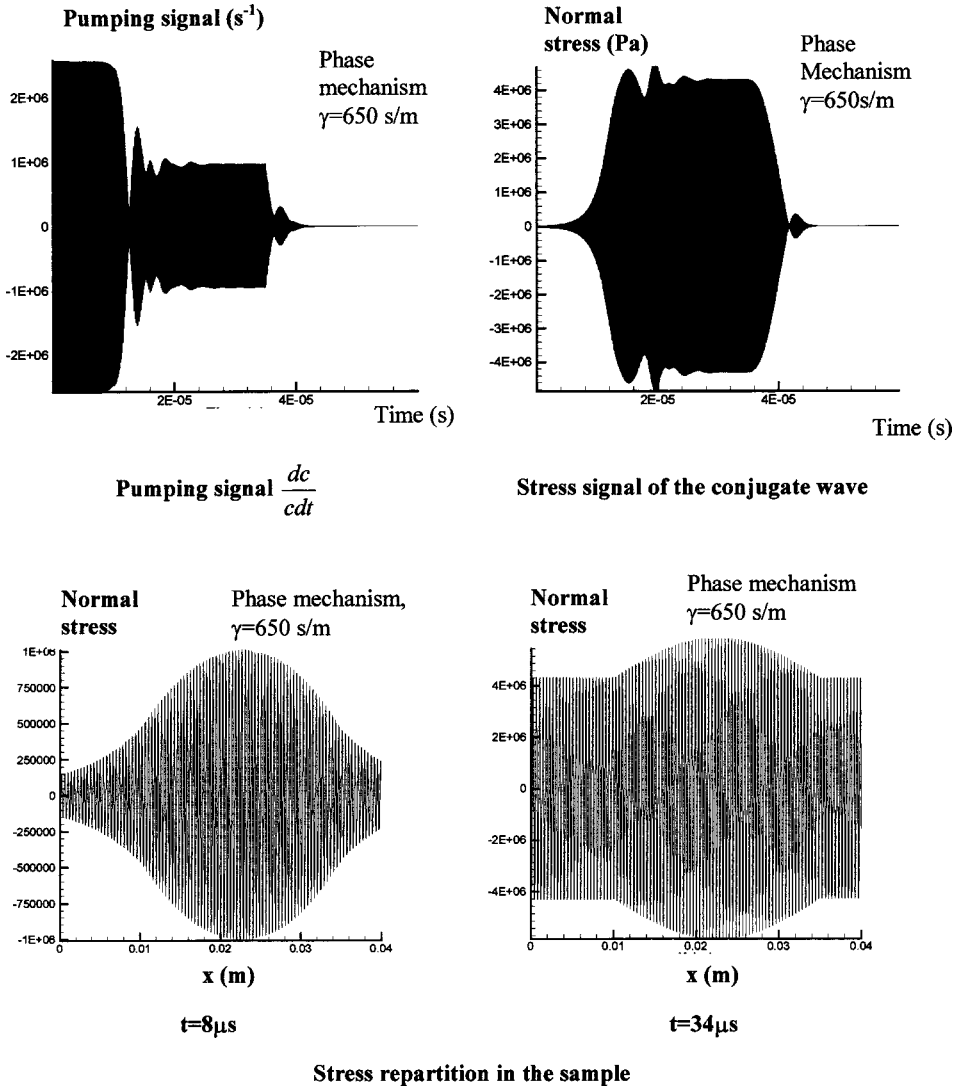 Pumping signal (s⁻¹)
Phase
mechanism
γ=650 s/m
2E+06
1E+06
0
-1E+06
-2E+06
2E-05
4E-05
Time (s)
Normal
stress (Pa)
Phase
Mechanism
γ=650s/m
4E+06
3E+06
2E+06
1E+06
0
-1E+06
-2E+06
-3E+06
-4E+06
2E-05
4E-05
Time (s)
Pumping signal dc/cdt
Stress signal of the conjugate wave
Normal
stress
Phase mechanism,
γ=650 s/m
1E+06
750000
500000
250000
0
-250000
-500000
-750000
-1E+06
0
0.01
0.02
0.03
0.04
x (m)
t=8μs
Normal
stress
Phase mechanism
γ=650 s/m
4E+06
2E+06
0
-2E+06
-4E+06
0
0.01
0.02
0.03
0.04
x (m)
t=34μs
Stress repartition in the sample